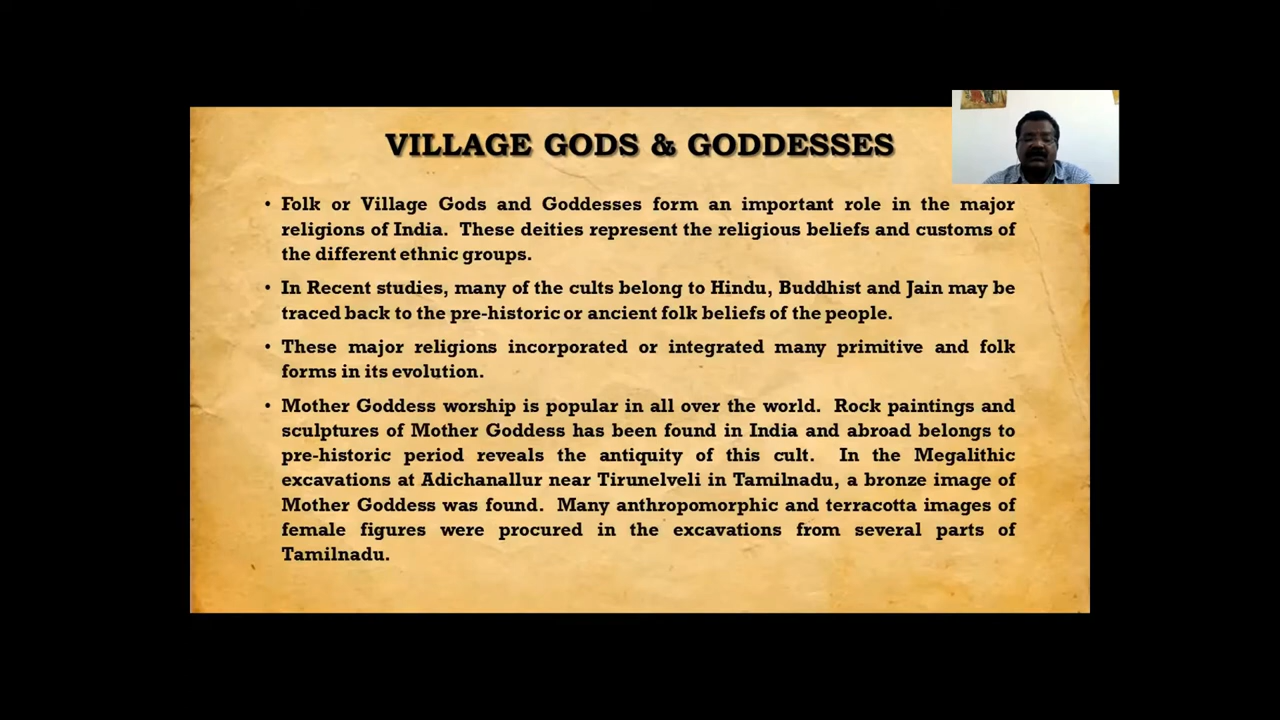 VILLAGE GODS & GODDESSES
• Folk or Village Gods and Goddesses form an important role in the major
religions of India. These deities represent the religious beliefs and customs of
the different ethnic groups.
• In Recent studies, many of the cults belong to Hindu, Buddhist and Jain may be
traced back to the pre-historic or ancient folk beliefs of the people.
• These major religions incorporated or integrated many primitive and folk
forms in its evolution.
• Mother Goddess worship is popular in all over the world. Rock paintings and
sculptures of Mother Goddess has been found in India and abroad belongs to
pre-historic period reveals the antiquity of this cult. In the Megalithic
excavations at Adichanallur near Tirunelveli in Tamilnadu, a bronze image of
Mother Goddess was found. Many anthropomorphic and terracotta images of
female figures were procured in the excavations from several parts of
Tamilnadu.